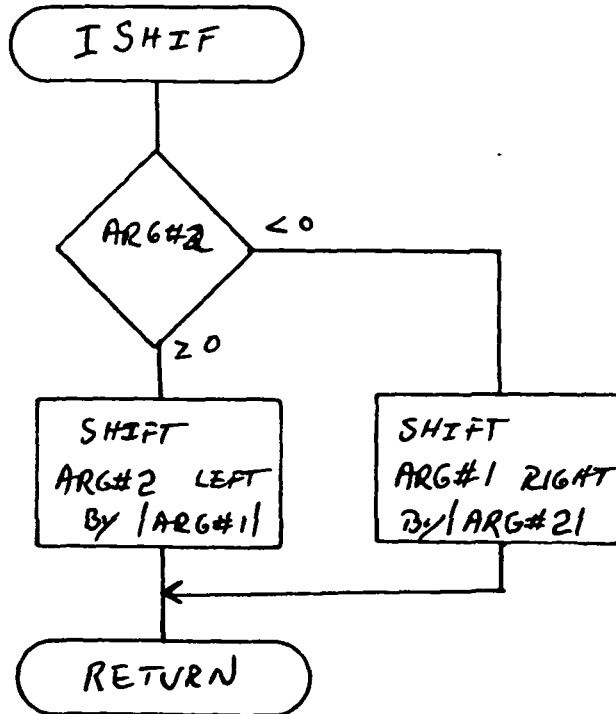 I SHIF
ARG#2
< 0
≥ 0
SHIFT
ARG#2 LEFT
By |ARG#1|
SHIFT
ARG#1 RIGHT
By |ARG#2|
RETURN